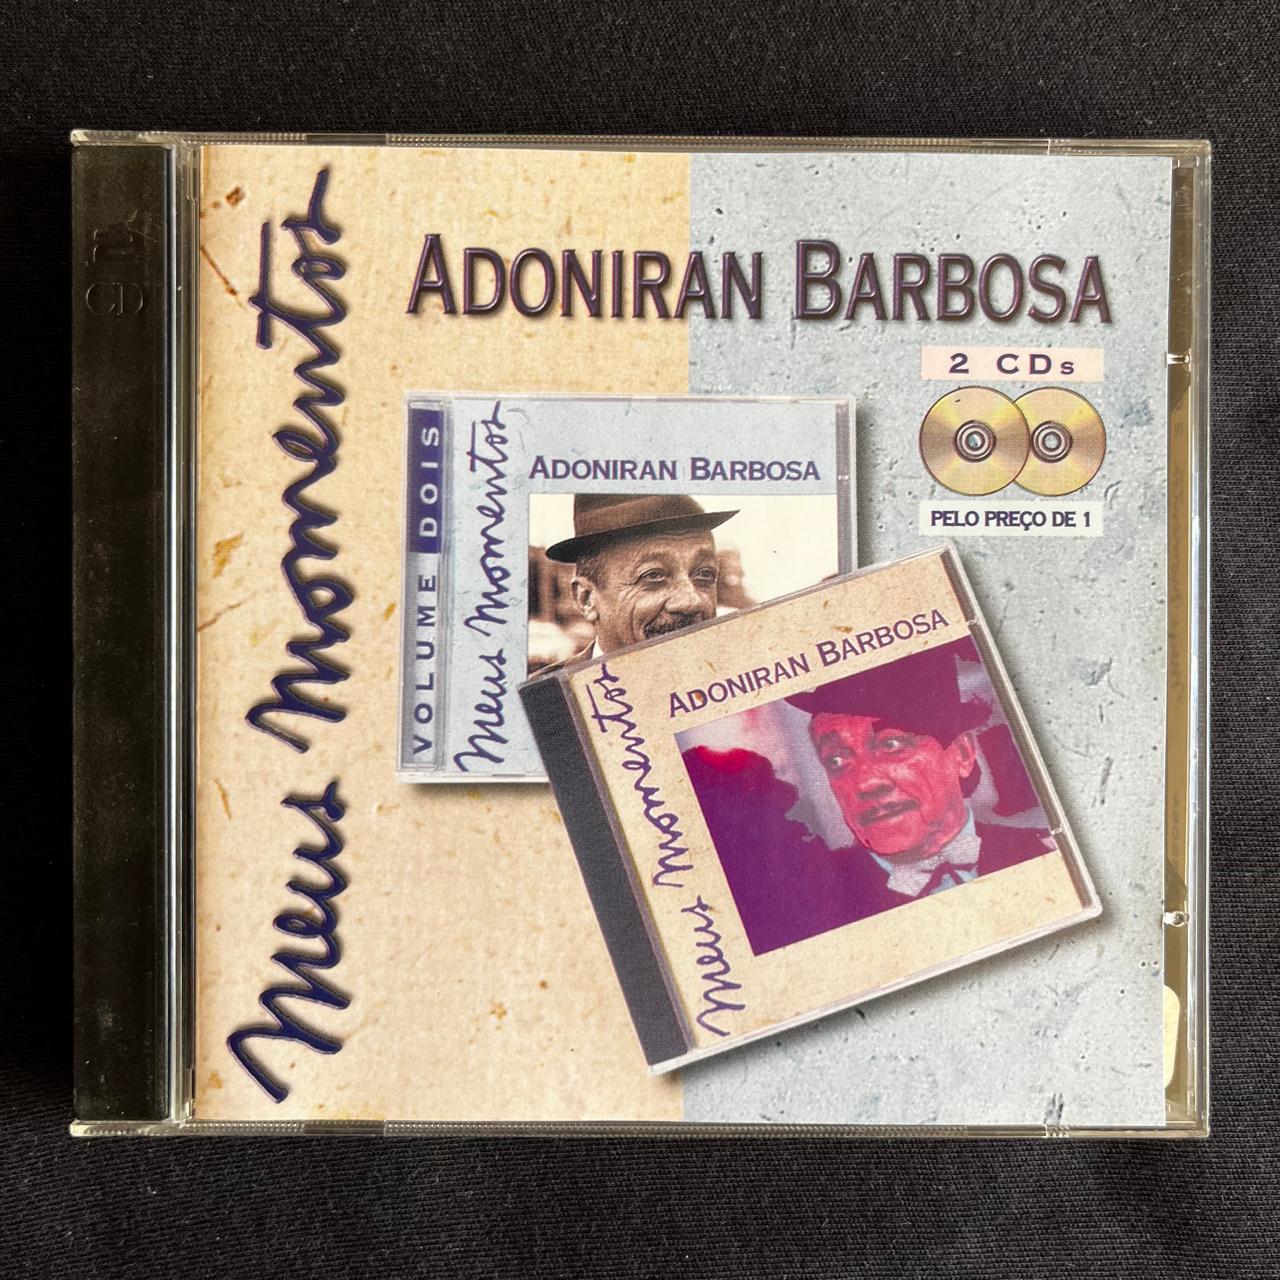 Meus Momentos
ADONIRAN BARBOSA
2 CDs
PELO PREÇO DE 1
VOLUME DOIS
Meus Momentos
ADONIRAN BARBOSA
Meus Momentos
ADONIRAN BARBOSA
CD